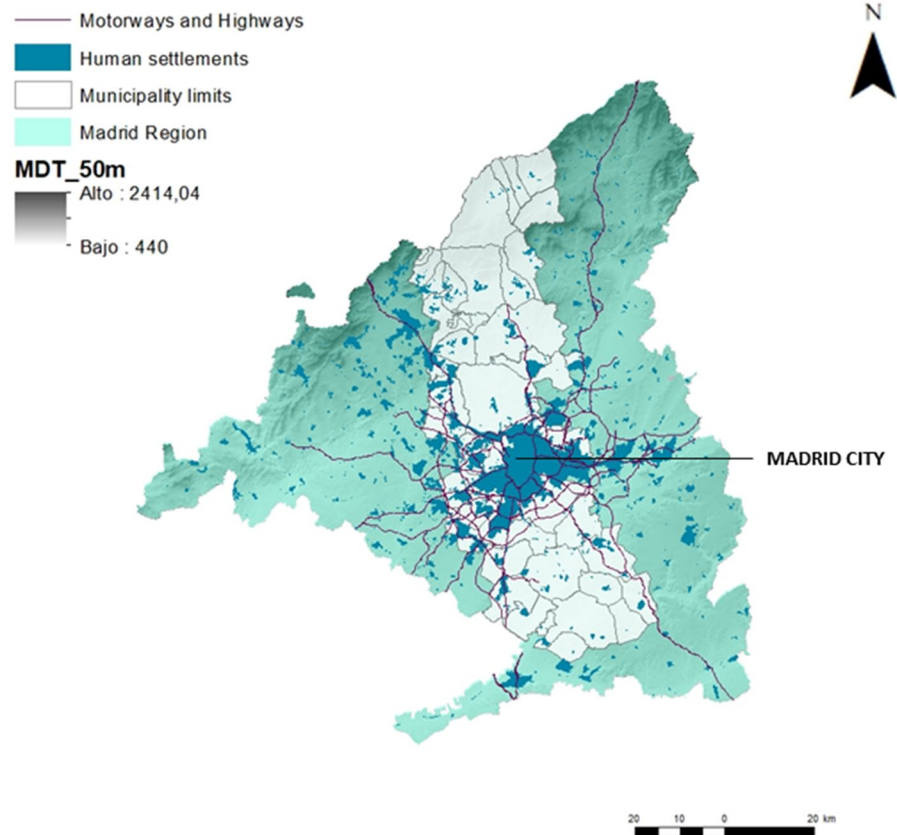 Motorways and Highways
Human settlements
Municipality limits
Madrid Region
MDT_50m
Alto : 2414,04
Bajo : 440
N
MADRID CITY
20 10 0 20 km